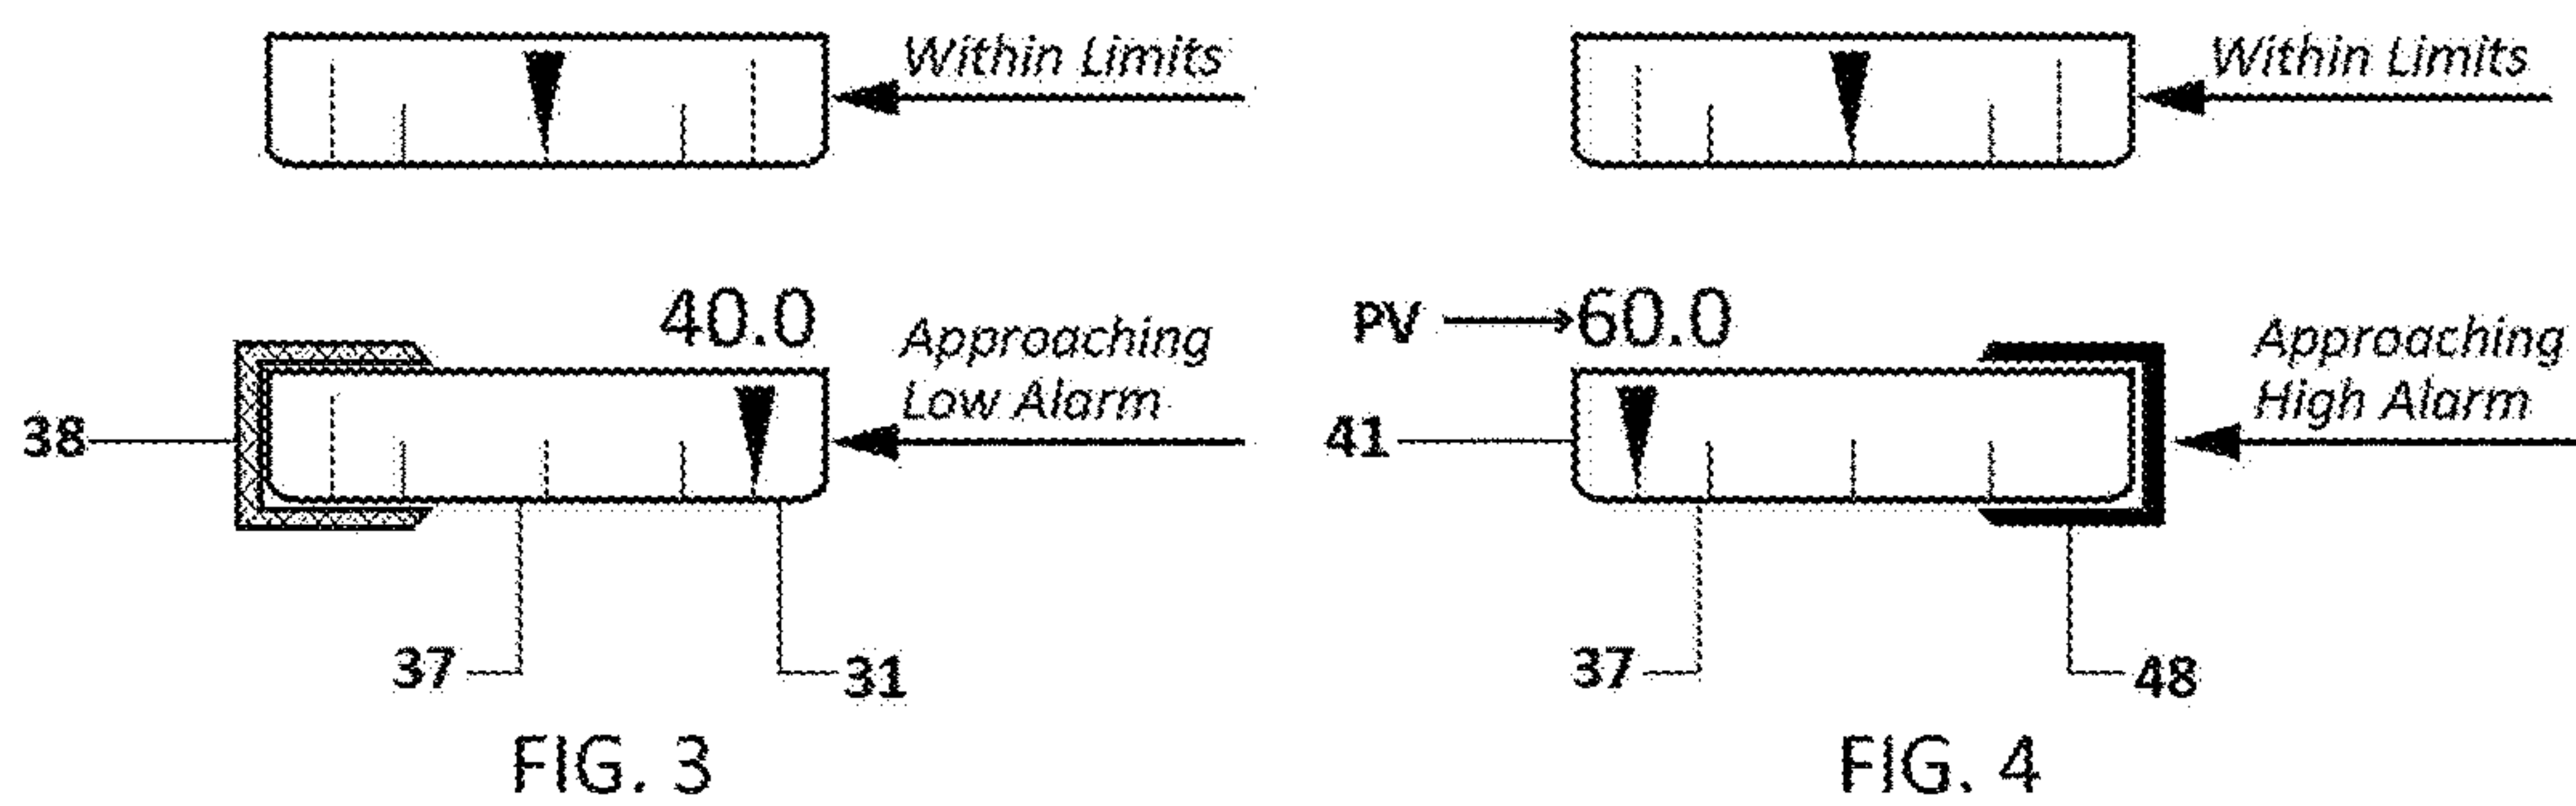 Within Limits
40.0
Approaching
Low Alarm
38
37
31
FIG. 3
Within Limits
PV
60.0
Approaching
High Alarm
41
37
48
FIG. 4